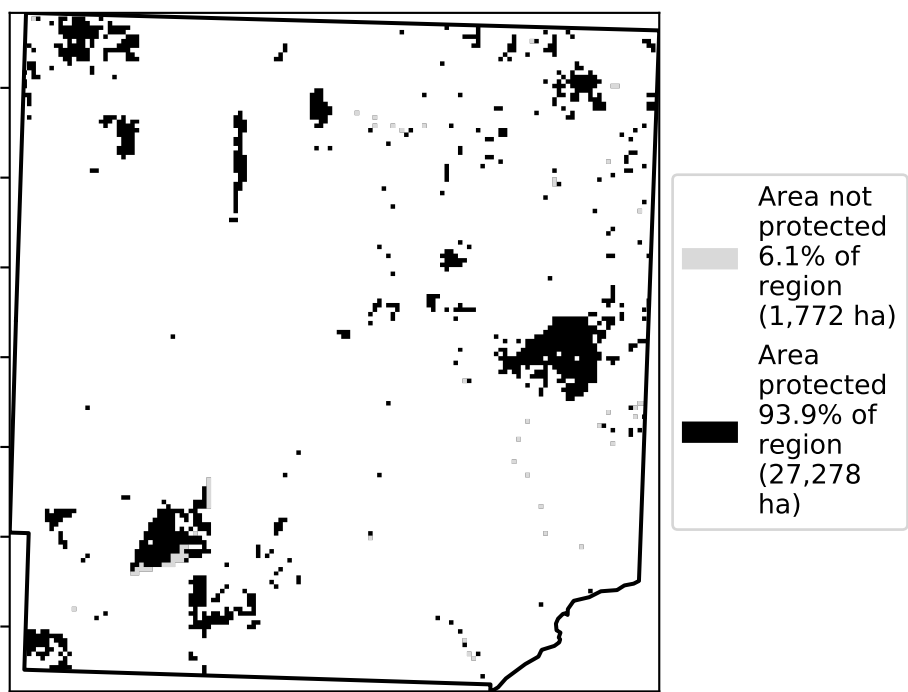 Area not
protected
6.1% of
region
(1,772 ha)
Area
protected
93.9% of
region
(27,278
ha)